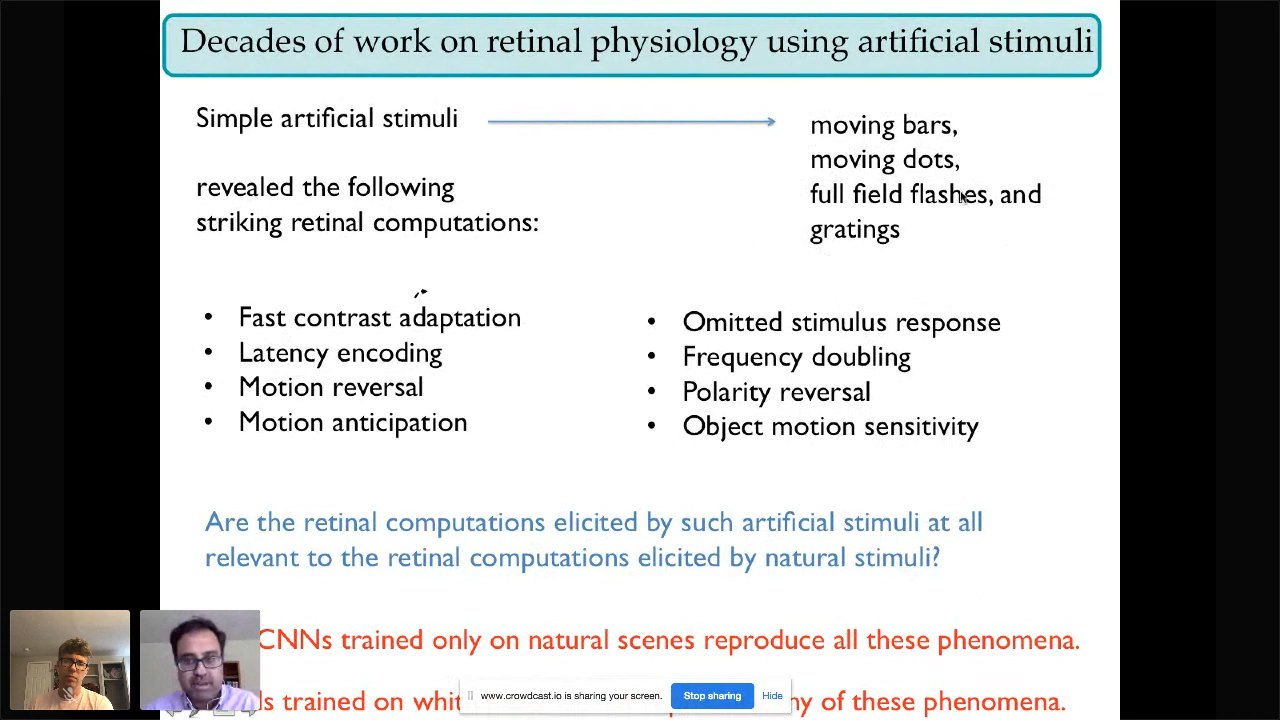 Decades of work on retinal physiology using artificial stimuli
Simple artificial stimuli
moving bars,
moving dots,
full field flashes, and
gratings
revealed the following
striking retinal computations:
• Fast contrast adaptation
• Latency encoding
• Motion reversal
• Motion anticipation
• Omitted stimulus response
• Frequency doubling
• Polarity reversal
• Object motion sensitivity
Are the retinal computations elicited by such artificial stimuli at all
relevant to the retinal computations elicited by natural stimuli?
CNNs trained only on natural scenes reproduce all these phenomena.
trained on of these phenomena.
www.crowdcast.io is sharing your screen. Stop sharing Hide